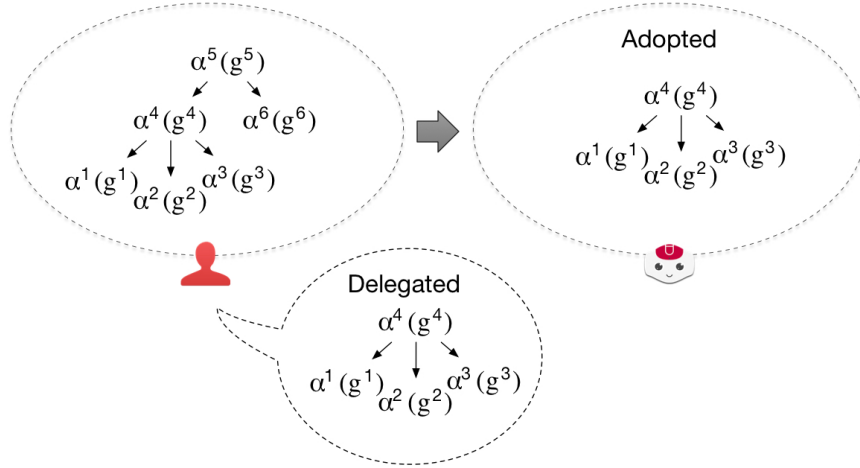 α⁵(g⁵)
α⁴(g⁴) α⁶(g⁶)
α¹(g¹) α²(g²) α³(g³)
Adopted
α⁴(g⁴)
α¹(g¹) α²(g²) α³(g³)
Delegated
α⁴(g⁴)
α¹(g¹) α²(g²) α³(g³)